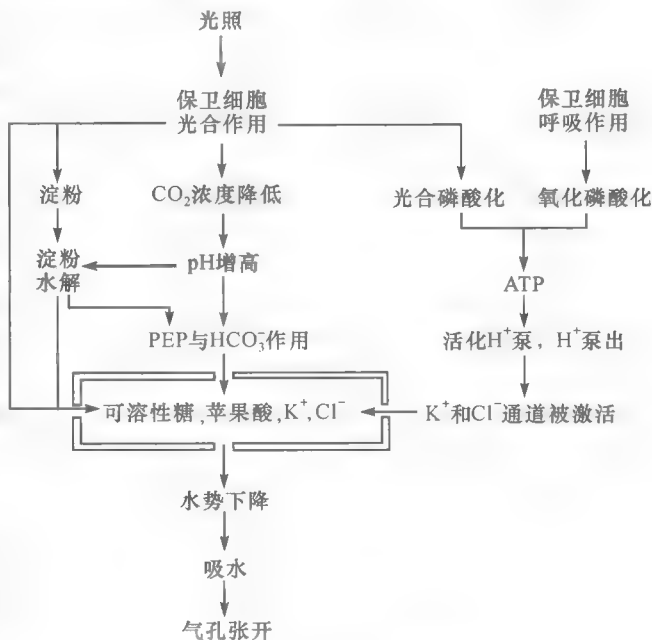 光照
保卫细胞
光合作用
保卫细胞
呼吸作用
淀粉
CO₂浓度降低
光合磷酸化
氧化磷酸化
淀粉
水解
pH增高
ATP
PEP与HCO₃⁻作用
活化H⁺泵，H⁺泵出
可溶性糖,苹果酸,K⁺,Cl⁻
K⁺和Cl⁻通道被激活
水势下降
吸水
气孔张开